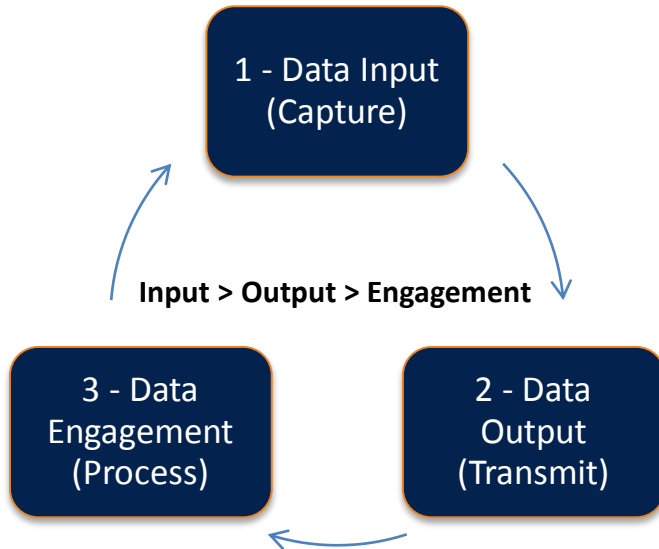 1 - Data Input
(Capture)
Input > Output > Engagement
3 - Data
Engagement
(Process)
2 - Data
Output
(Transmit)